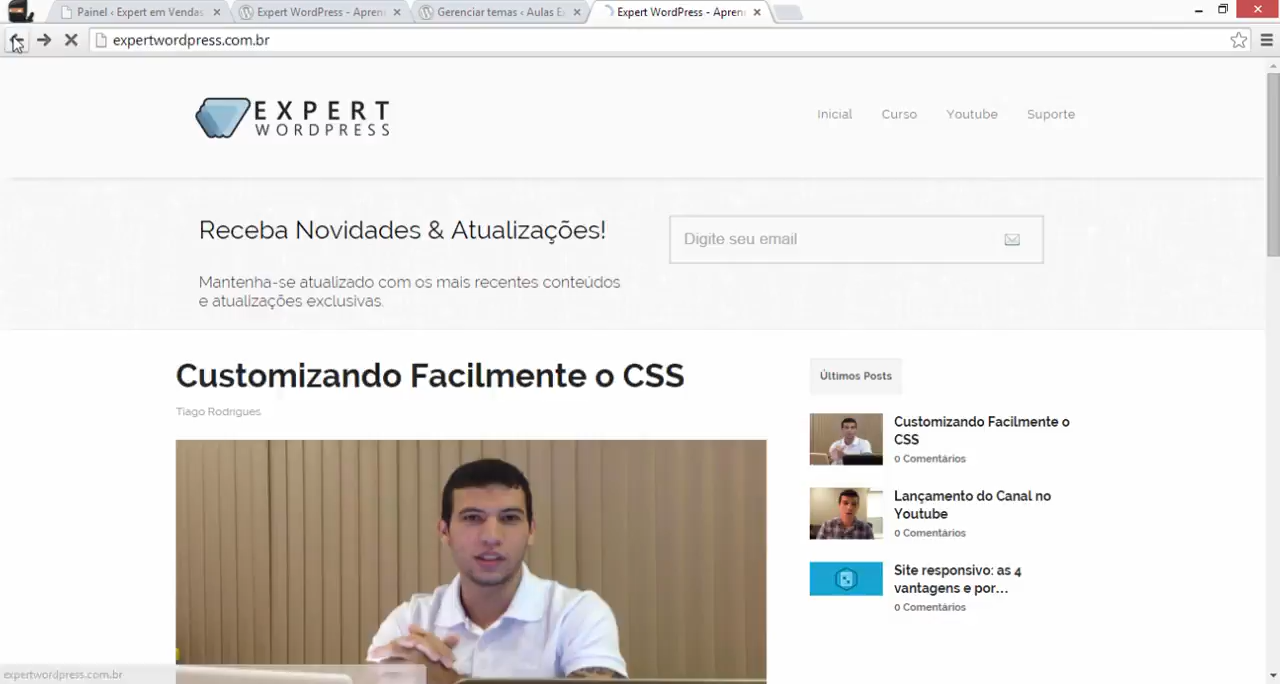 Painel ‹ Expert em Vendas
Expert WordPress - Apren
Gerenciar temas ‹ Aulas E
Expert WordPress - Apren
expertwordpress.com.br
EXPERT
WORDPRESS
Inicial
Curso
Youtube
Suporte
Receba Novidades & Atualizações!
Digite seu email
Mantenha-se atualizado com os mais recentes conteúdos
e atualizações exclusivas.
Customizando Facilmente o CSS
Tiago Rodrigues
Últimos Posts
Customizando Facilmente o
CSS
0 Comentários
Lançamento do Canal no
Youtube
0 Comentários
Site responsivo: as 4
vantagens e por...
0 Comentários
expertwordpress.com.br